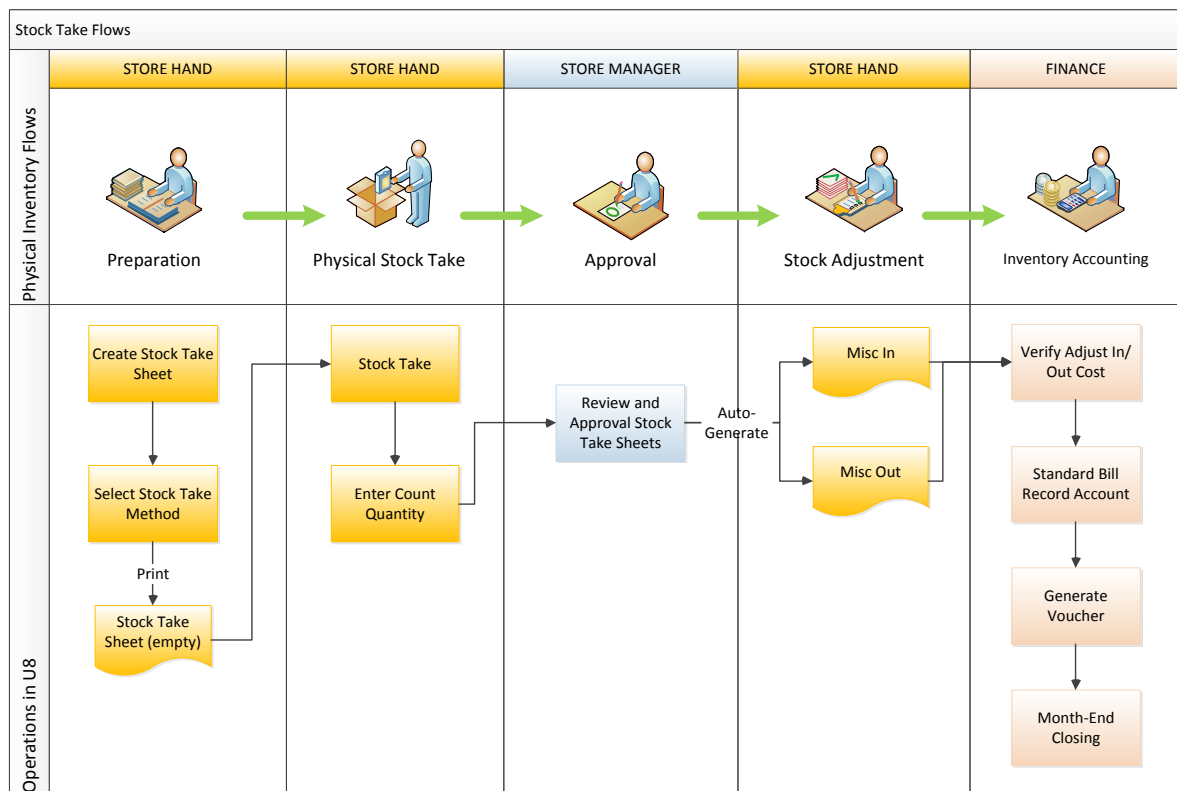 Stock Take Flows
Physical Inventory Flows
STORE HAND
STORE HAND
STORE MANAGER
STORE HAND
FINANCE
Preparation
Physical Stock Take
Approval
Stock Adjustment
Inventory Accounting
Operations in U8
Create Stock Take
Sheet
Select Stock Take
Method
Print
Stock Take
Sheet (empty)
Stock Take
Enter Count
Quantity
Review and
Approval Stock
Take Sheets
Auto-
Generate
Misc In
Misc Out
Verify Adjust In/
Out Cost
Standard Bill
Record Account
Generate
Voucher
Month-End
Closing